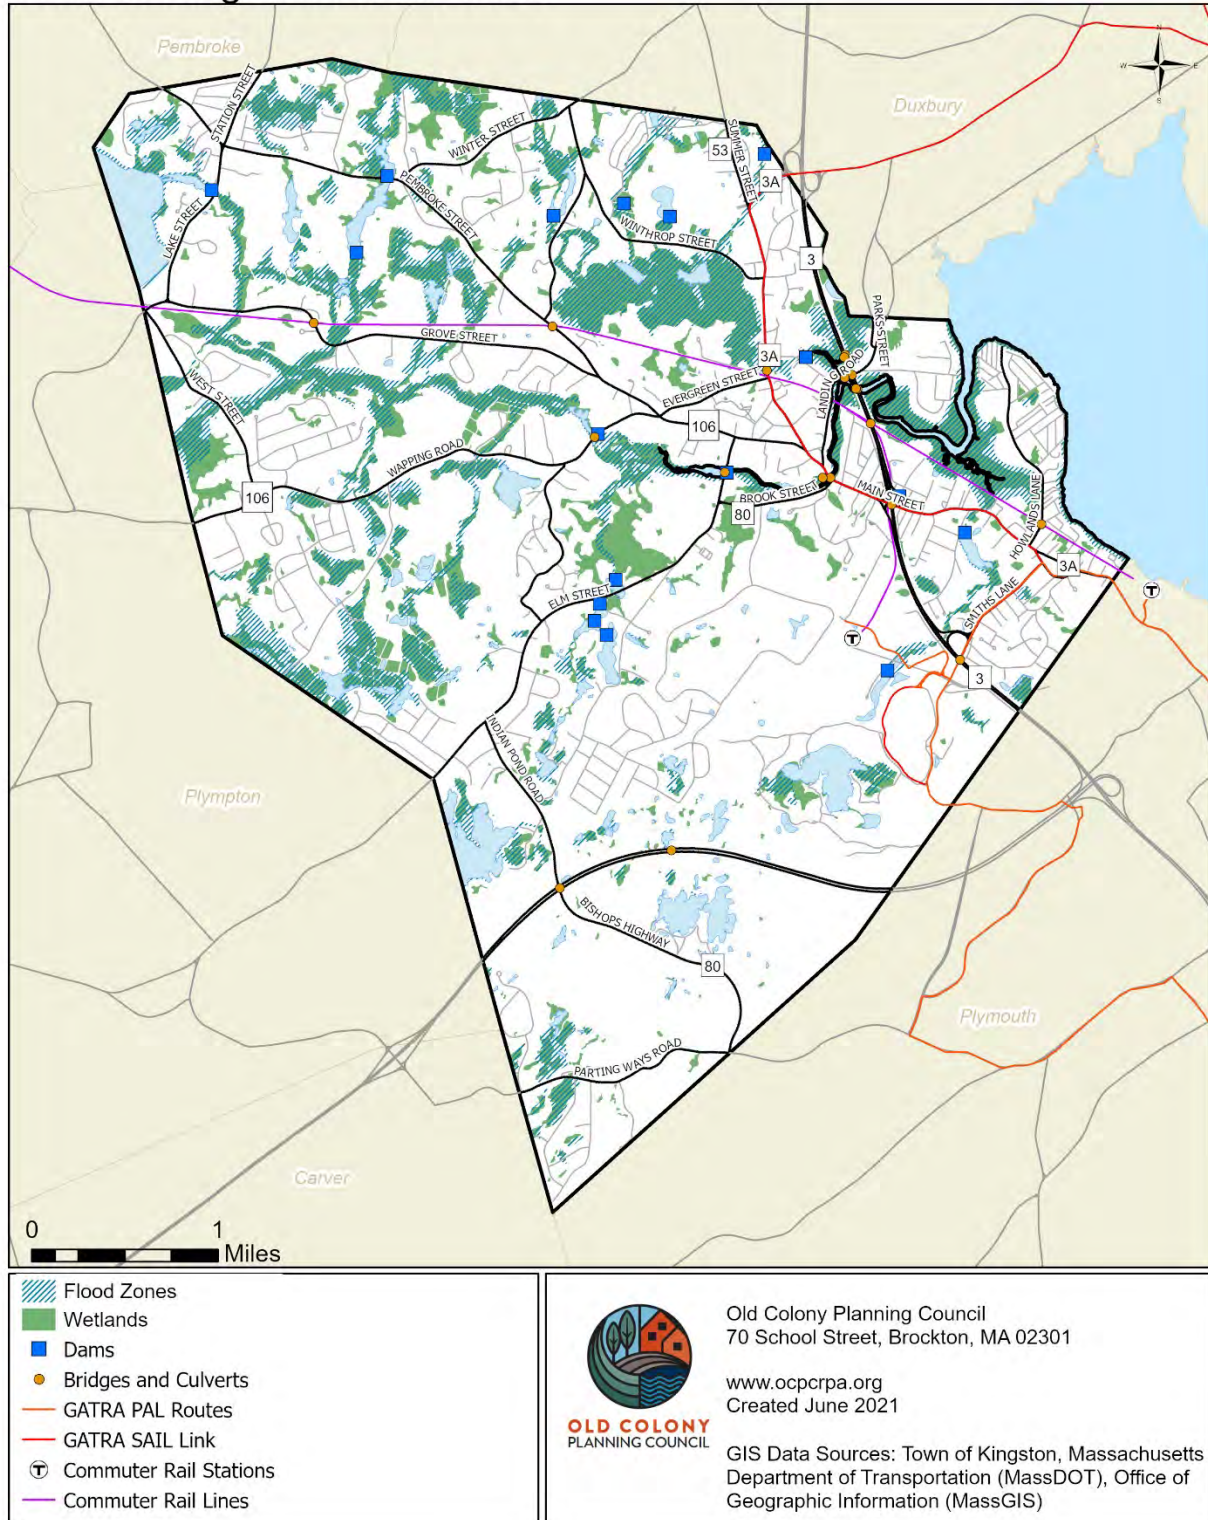 Pembroke
Duxbury
N
W
E
S
STATION STREET
WINTER STREET
SUMMER STREET
53
3A
PEMBROKE STREET
WINTHROP STREET
LAKE STREET
3
PARKS STREET
GROVE STREET
3A
LANDING ROAD
EVERGREEN STREET
WEST STREET
106
WAPPING ROAD
106
BROOK STREET
80
MAIN STREET
HOWLANDS LANE
3A
T
ELM STREET
SMITHS LANE
T
3
INDIAN POND ROAD
Plympton
BISHOPS HIGHWAY
80
Plymouth
PARTING WAYS ROAD
Carver
0 1
Miles
Flood Zones
Wetlands
Dams
Bridges and Culverts
GATRA PAL Routes
GATRA SAIL Link
T Commuter Rail Stations
Commuter Rail Lines
OLD COLONY
PLANNING COUNCIL
Old Colony Planning Council
70 School Street, Brockton, MA 02301
www.ocpcrpa.org
Created June 2021
GIS Data Sources: Town of Kingston, Massachusetts
Department of Transportation (MassDOT), Office of
Geographic Information (MassGIS)